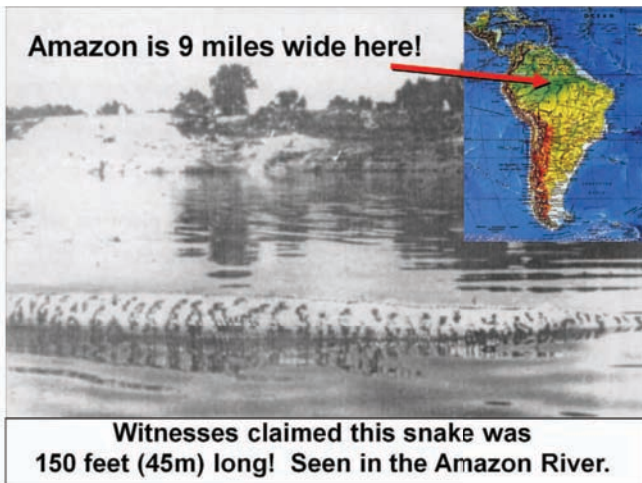 Amazon is 9 miles wide here!
Witnesses claimed this snake was
150 feet (45m) long! Seen in the Amazon River.